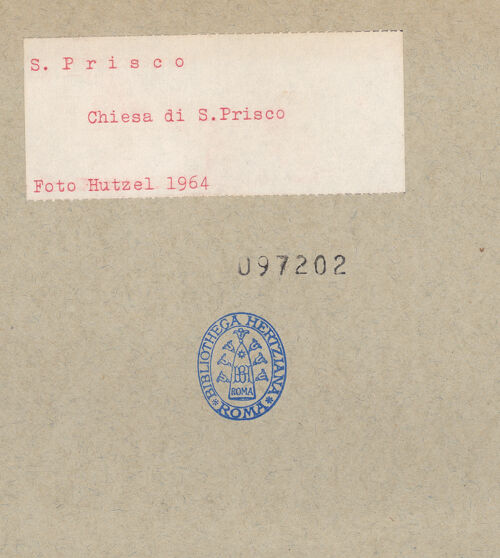 S. Prisco
Chiesa di S.Prisco
Foto Hutzel 1964
097202
BIBLIOTHECA HERTZIANA
ROMA
ROMA